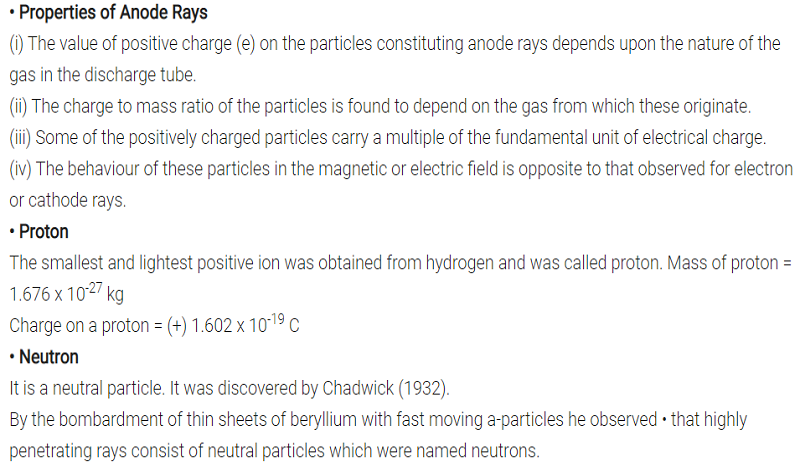 • Properties of Anode Rays
(i) The value of positive charge (e) on the particles constituting anode rays depends upon the nature of the
gas in the discharge tube.
(ii) The charge to mass ratio of the particles is found to depend on the gas from which these originate.
(iii) Some of the positively charged particles carry a multiple of the fundamental unit of electrical charge.
(iv) The behaviour of these particles in the magnetic or electric field is opposite to that observed for electron
or cathode rays.
• Proton
The smallest and lightest positive ion was obtained from hydrogen and was called proton. Mass of proton =
1.676 x 10⁻²⁷ kg
Charge on a proton = (+) 1.602 x 10⁻¹⁹ C
• Neutron
It is a neutral particle. It was discovered by Chadwick (1932).
By the bombardment of thin sheets of beryllium with fast moving a-particles he observed • that highly
penetrating rays consist of neutral particles which were named neutrons.